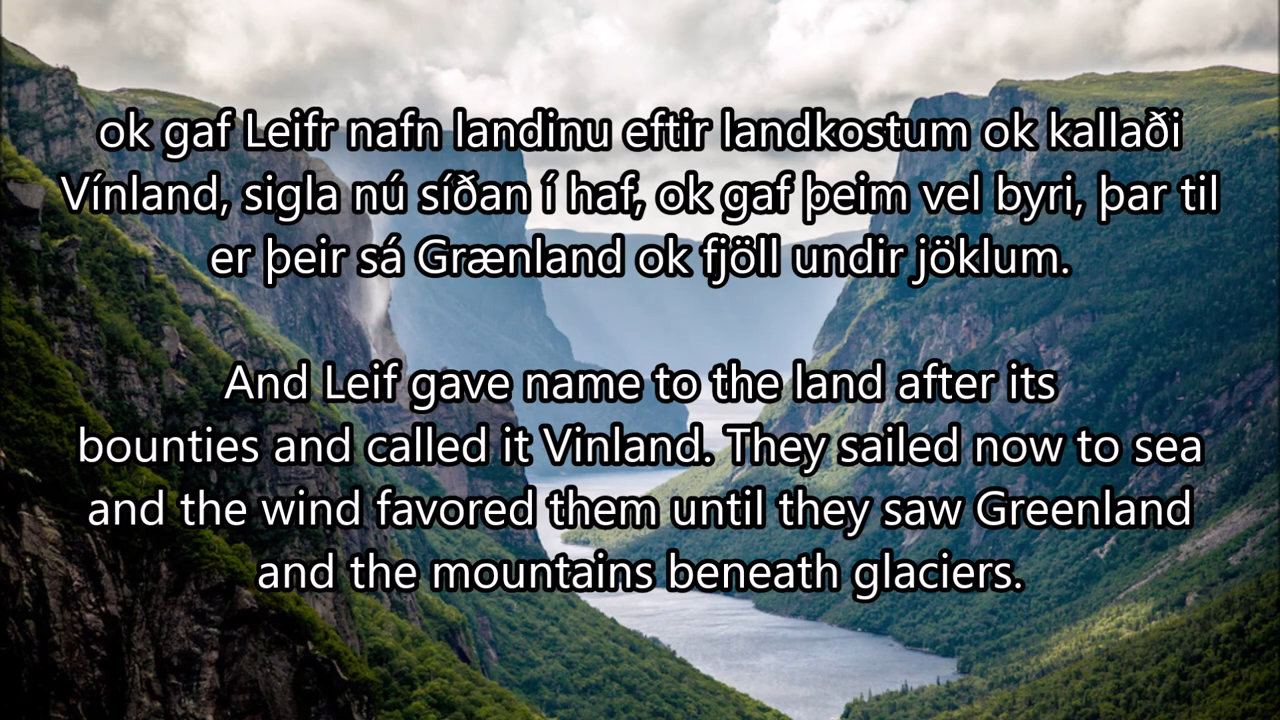 ok gaf Leifr nafn landinu eftir landkostum ok kallaði
Vínland, sigla nú síðan í haf, ok gaf þeim vel byri, þar til
er þeir sá Grænland ok fjöll undir jöklum.
And Leif gave name to the land after its
bounties and called it Vinland. They sailed now to sea
and the wind favored them until they saw Greenland
and the mountains beneath glaciers.